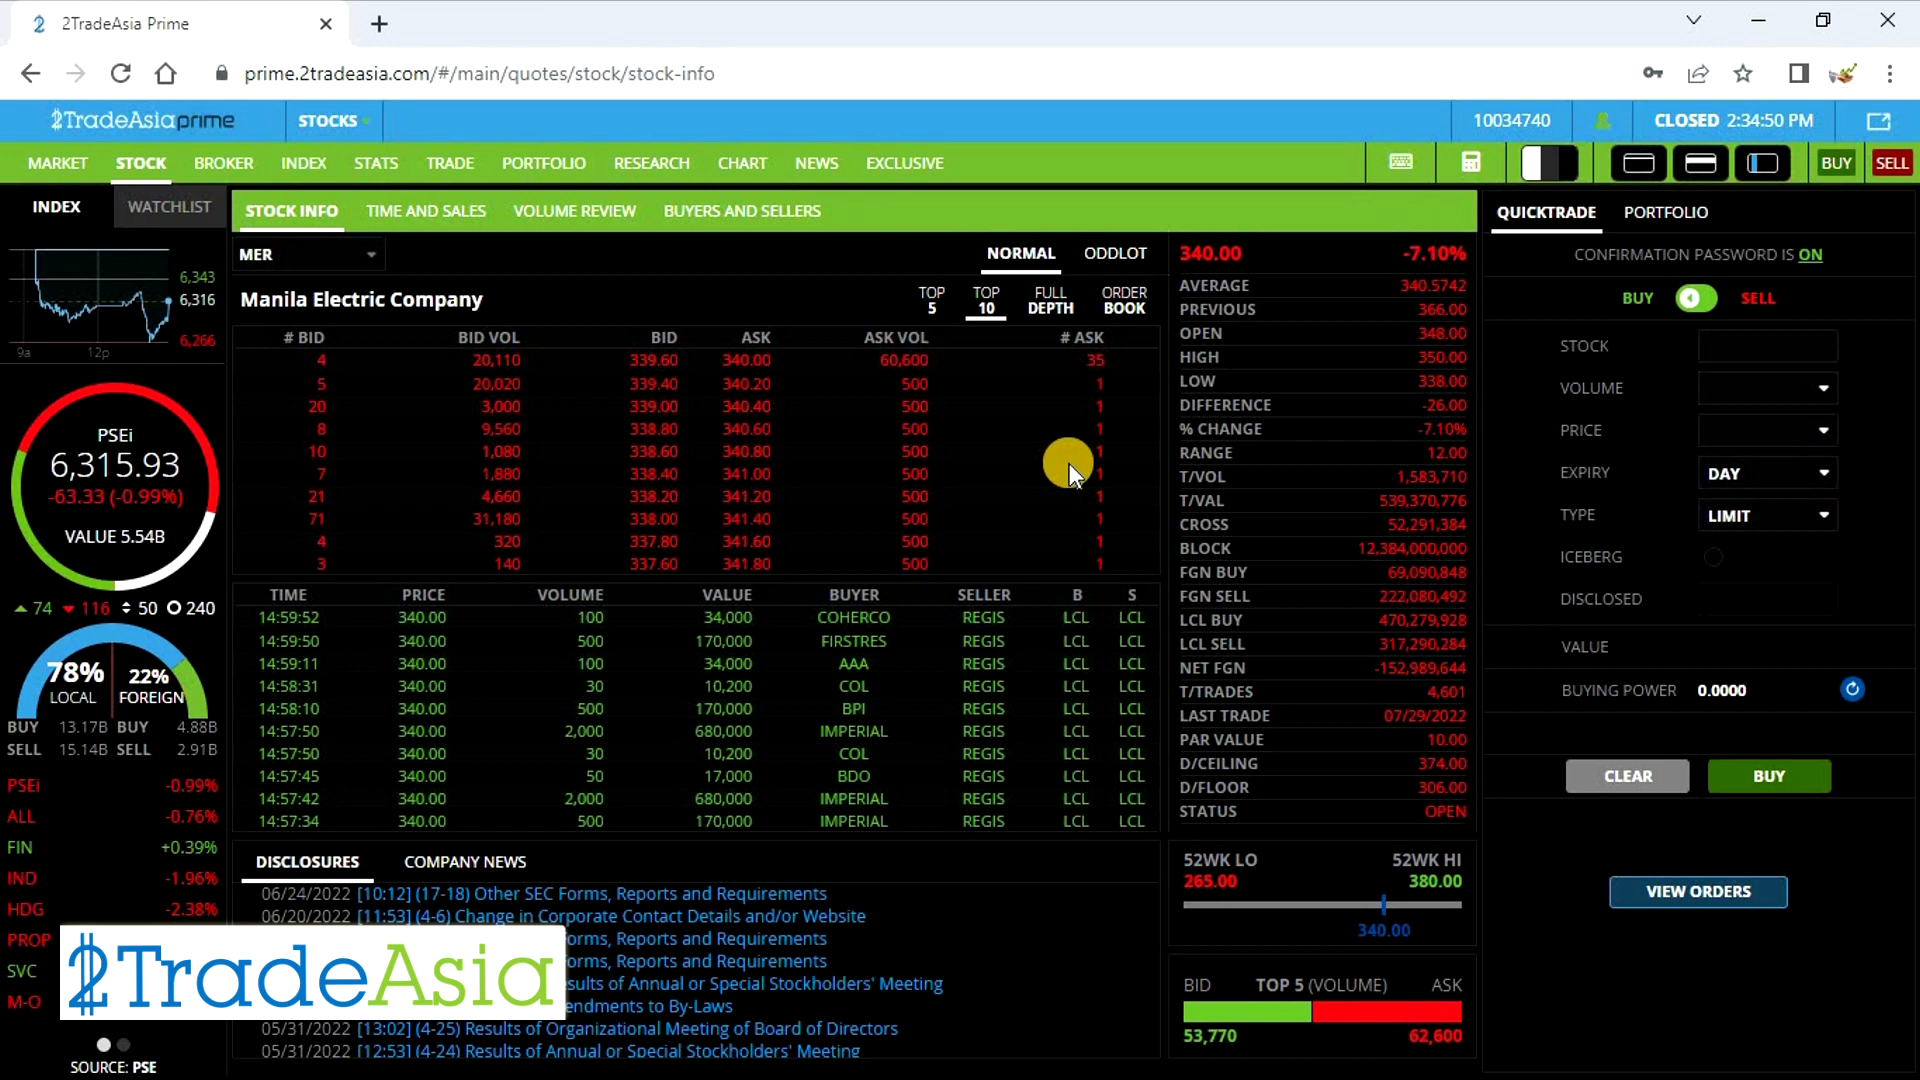 2TradeAsia Prime
prime.2tradeasia.com/#/main/quotes/stock/stock-info
2TradeAsiaprime STOCKS 10034740 CLOSED 2:34:50 PM
MARKET STOCK BROKER INDEX STATS TRADE PORTFOLIO RESEARCH CHART NEWS EXCLUSIVE BUY SELL
INDEX WATCHLIST
6,343
6,316
6,266
9a 12p
PSEi
6,315.93
-63.33 (-0.99%)
VALUE 5.54B
74 116 50 240
78% LOCAL 22% FOREIGN
BUY 13.17B BUY 4.88B
SELL 15.14B SELL 2.91B
PSEi -0.99%
ALL -0.76%
FIN +0.39%
IND -1.96%
HDG -2.38%
PROP
SVC
M-O
SOURCE: PSE
2TradeAsia
STOCK INFO TIME AND SALES VOLUME REVIEW BUYERS AND SELLERS
MER NORMAL ODDLOT
Manila Electric Company TOP 5 TOP 10 FULL DEPTH ORDER BOOK
# BID BID VOL BID ASK ASK VOL # ASK
4 20,110 339.60 340.00 60,600 35
5 20,020 339.40 340.20 500 1
20 3,000 339.00 340.40 500 1
8 9,560 338.80 340.60 500 1
10 1,080 338.60 340.80 500 1
7 1,880 338.40 341.00 500 1
21 4,660 338.20 341.20 500 1
71 31,180 338.00 341.40 500 1
4 320 337.80 341.60 500 1
3 140 337.60 341.80 500 1
TIME PRICE VOLUME VALUE BUYER SELLER B S
14:59:52 340.00 100 34,000 COHERCO REGIS LCL LCL
14:59:50 340.00 500 170,000 FIRSTRES REGIS LCL LCL
14:59:11 340.00 100 34,000 AAA REGIS LCL LCL
14:58:31 340.00 30 10,200 COL REGIS LCL LCL
14:58:10 340.00 500 170,000 BPI REGIS LCL LCL
14:57:50 340.00 2,000 680,000 IMPERIAL REGIS LCL LCL
14:57:50 340.00 30 10,200 COL REGIS LCL LCL
14:57:45 340.00 50 17,000 BDO REGIS LCL LCL
14:57:42 340.00 2,000 680,000 IMPERIAL REGIS LCL LCL
14:57:34 340.00 500 170,000 IMPERIAL REGIS LCL LCL
DISCLOSURES COMPANY NEWS
06/24/2022 [10:12] (17-18) Other SEC Forms, Reports and Requirements
06/20/2022 [11:53] (4-6) Change in Corporate Contact Details and/or Website
Forms, Reports and Requirements
Forms, Reports and Requirements
sults of Annual or Special Stockholders' Meeting
endments to By-Laws
05/31/2022 [13:02] (4-25) Results of Organizational Meeting of Board of Directors
05/31/2022 [12:53] (4-24) Results of Annual or Special Stockholders' Meeting
340.00 -7.10%
AVERAGE 340.5742
PREVIOUS 366.00
OPEN 348.00
HIGH 350.00
LOW 338.00
DIFFERENCE -26.00
% CHANGE -7.10%
RANGE 12.00
T/VOL 1,583,710
T/VAL 539,370,776
CROSS 52,291,384
BLOCK 12,384,000,000
FGN BUY 69,090,848
FGN SELL 222,080,492
LCL BUY 470,279,928
LCL SELL 317,290,284
NET FGN -152,989,644
T/TRADES 4,601
LAST TRADE 07/29/2022
PAR VALUE 10.00
D/CEILING 374.00
D/FLOOR 306.00
STATUS OPEN
52WK LO 52WK HI
265.00 380.00
340.00
BID TOP 5 (VOLUME) ASK
53,770 62,600
QUICKTRADE PORTFOLIO
CONFIRMATION PASSWORD IS ON
BUY SELL
STOCK
VOLUME
PRICE
EXPIRY DAY
TYPE LIMIT
ICEBERG
DISCLOSED
VALUE
BUYING POWER 0.0000
CLEAR BUY
VIEW ORDERS